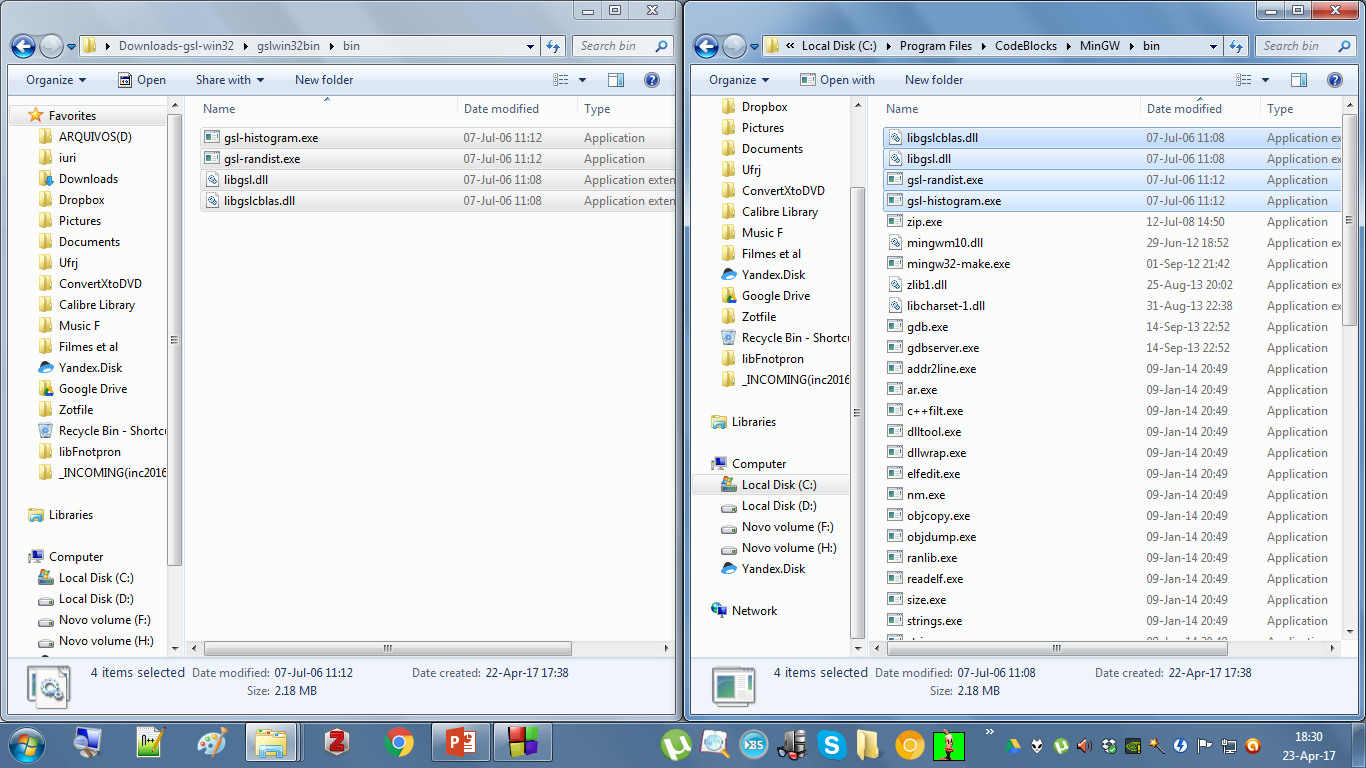 Downloads-gsl-win32 gslwin32bin bin
Search bin
Organize Open Share with New folder
Name Date modified Type
Favorites
ARQUIVOS(D)
iuri
Downloads
Dropbox
Pictures
Documents
Ufrj
ConvertXtoDVD
Calibre Library
Music F
Filmes et al
Yandex.Disk
Google Drive
Zotfile
Recycle Bin - Shortcu
libFnotpron
_INCOMING(inc2016
Libraries
Computer
Local Disk (C:)
Local Disk (D:)
Novo volume (F:)
Novo volume (H:)
gsl-histogram.exe 07-Jul-06 11:12 Application
gsl-randist.exe 07-Jul-06 11:12 Application
libgsl.dll 07-Jul-06 11:08 Application exten
libgslcblas.dll 07-Jul-06 11:08 Application exten
4 items selected Date modified: 07-Jul-06 11:12 Date created: 22-Apr-17 17:38
Size: 2.18 MB
« Local Disk (C:) Program Files CodeBlocks MinGW bin
Search bin
Organize Open with New folder
Name Date modified Type
Dropbox
Pictures
Documents
Ufrj
ConvertXtoDVD
Calibre Library
Music F
Filmes et al
Yandex.Disk
Google Drive
Zotfile
Recycle Bin - Shortcu
libFnotpron
_INCOMING(inc2016
Libraries
Computer
Local Disk (C:)
Local Disk (D:)
Novo volume (F:)
Novo volume (H:)
Yandex.Disk
Network
libgslcblas.dll 07-Jul-06 11:08 Application ex
libgsl.dll 07-Jul-06 11:08 Application ex
gsl-randist.exe 07-Jul-06 11:12 Application
gsl-histogram.exe 07-Jul-06 11:12 Application
zip.exe 12-Jul-08 14:50 Application
mingwm10.dll 29-Jun-12 18:52 Application ex
mingw32-make.exe 01-Sep-12 21:42 Application
zlib1.dll 25-Aug-13 20:02 Application ex
libcharset-1.dll 31-Aug-13 22:38 Application ex
gdb.exe 14-Sep-13 22:52 Application
gdbserver.exe 14-Sep-13 22:52 Application
addr2line.exe 09-Jan-14 20:49 Application
ar.exe 09-Jan-14 20:49 Application
c++filt.exe 09-Jan-14 20:49 Application
dlltool.exe 09-Jan-14 20:49 Application
dllwrap.exe 09-Jan-14 20:49 Application
elfedit.exe 09-Jan-14 20:49 Application
nm.exe 09-Jan-14 20:49 Application
objcopy.exe 09-Jan-14 20:49 Application
objdump.exe 09-Jan-14 20:49 Application
ranlib.exe 09-Jan-14 20:49 Application
readelf.exe 09-Jan-14 20:49 Application
size.exe 09-Jan-14 20:49 Application
strings.exe 09-Jan-14 20:49 Application
4 items selected Date modified: 07-Jul-06 11:08 Date created: 22-Apr-17 17:38
Size: 2.18 MB
18:30
23-Apr-17